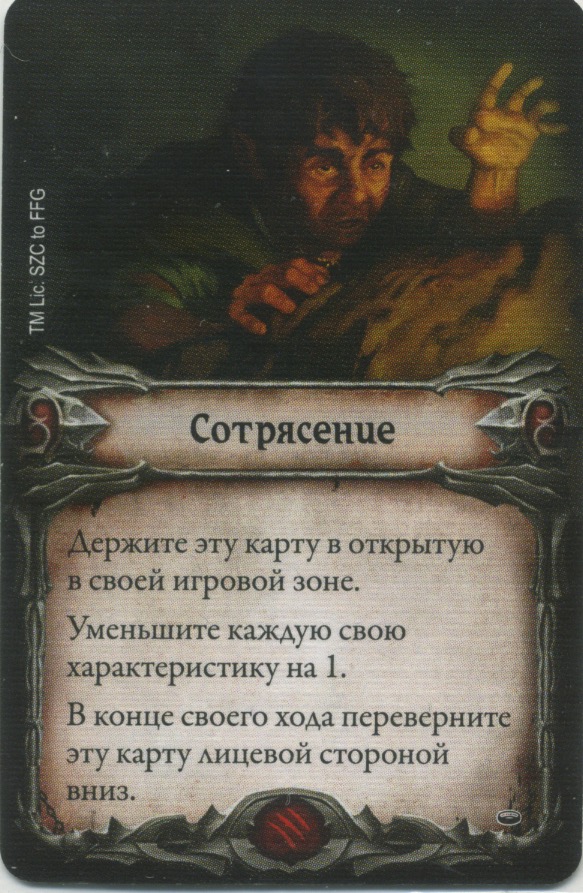 TM Lic. SZC to FFG
Сотрясение
Держите эту карту в открытую
в своей игровой зоне.
Уменьшите каждую свою
характеристику на 1.
В конце своего хода переверните
эту карту лицевой стороной
вниз.